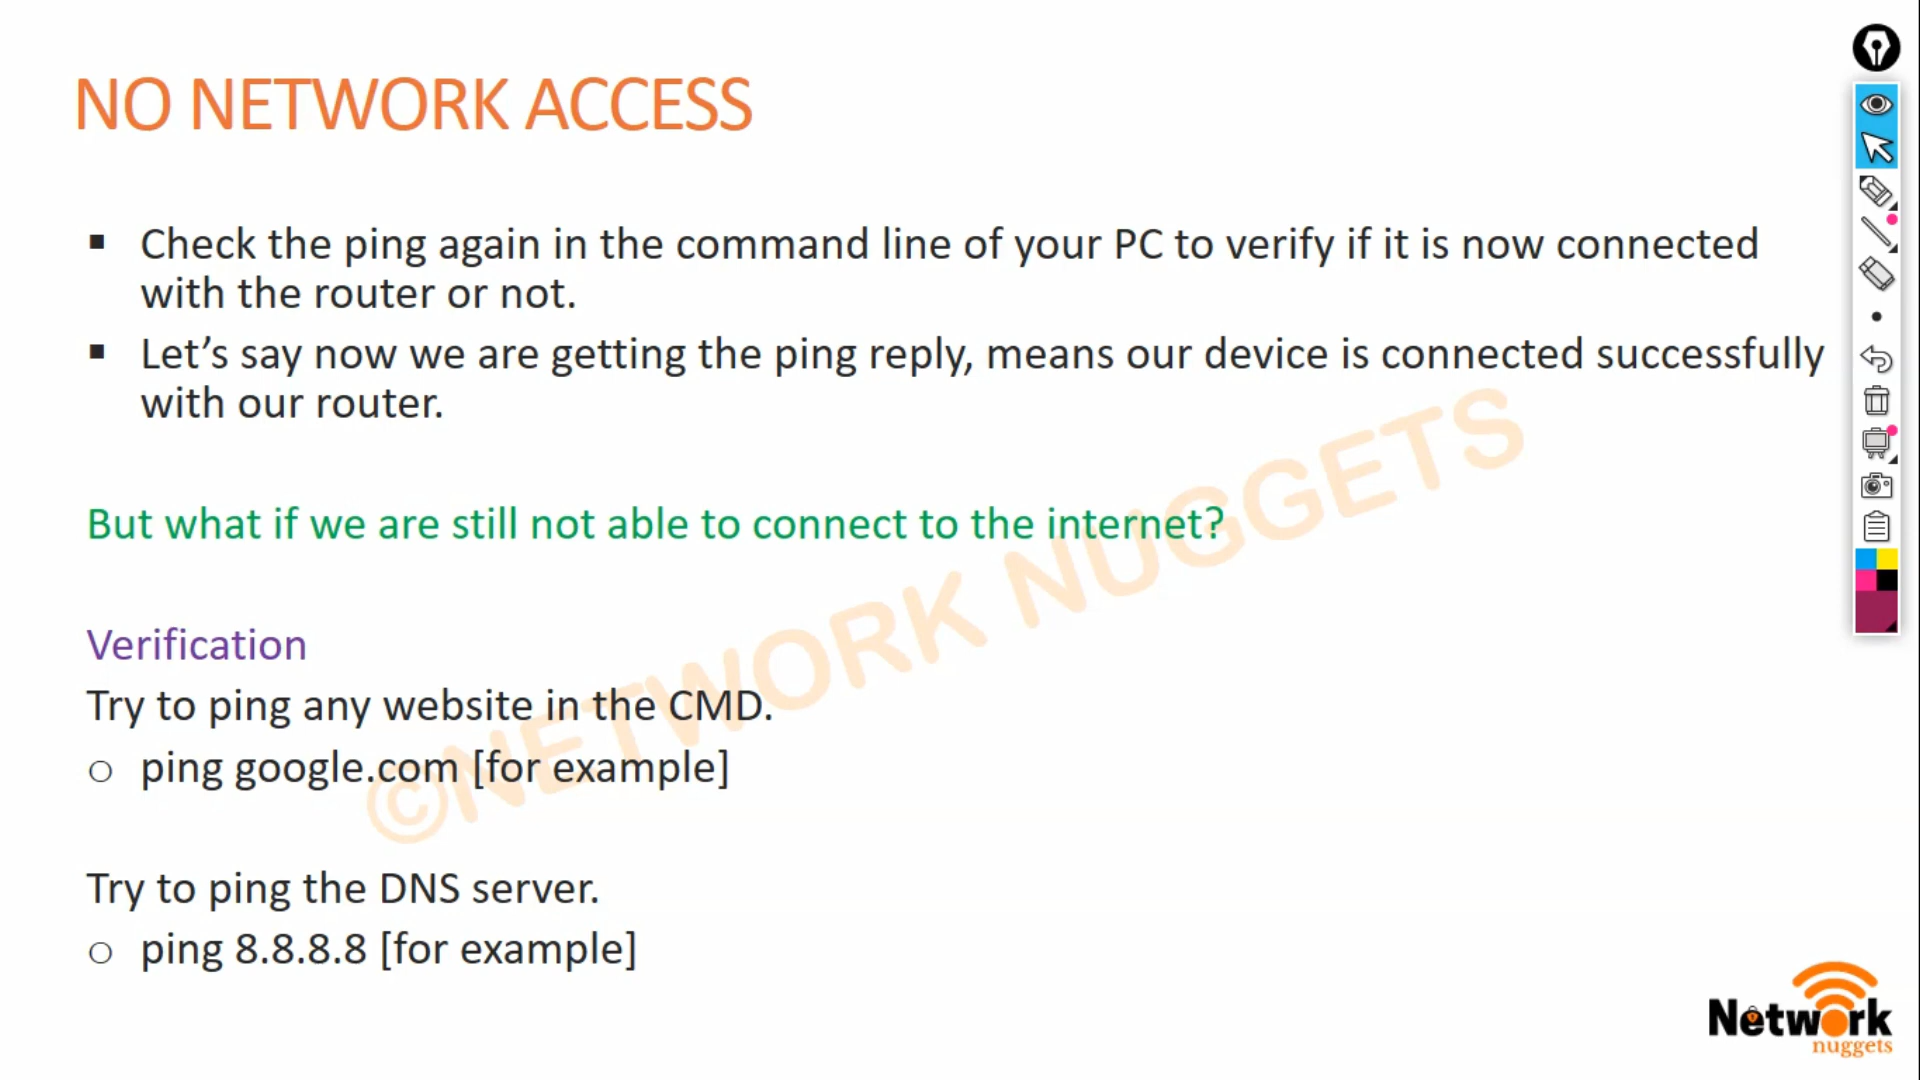 NO NETWORK ACCESS
▪ Check the ping again in the command line of your PC to verify if it is now connected
with the router or not.
▪ Let’s say now we are getting the ping reply, means our device is connected successfully
with our router.
But what if we are still not able to connect to the internet?
©NETWORK NUGGETS
Verification
Try to ping any website in the CMD.
○ ping google.com [for example]
Try to ping the DNS server.
○ ping 8.8.8.8 [for example]
Network
nuggets